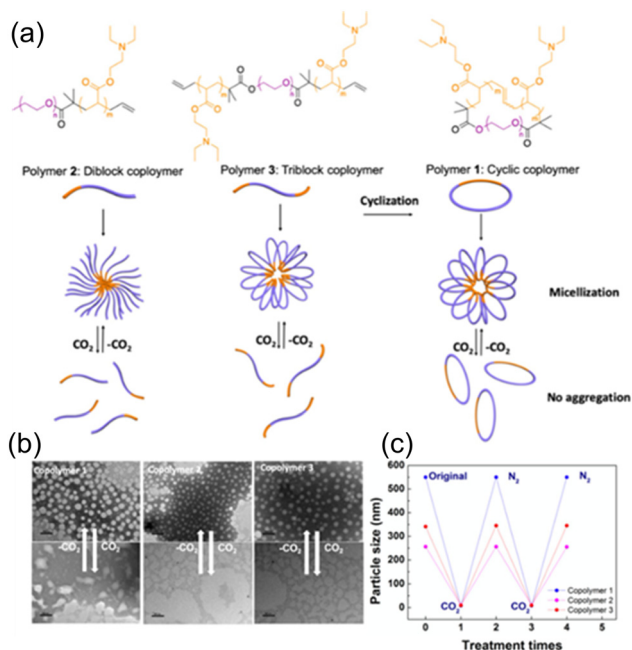 (a)
N
N
N
O
O
O
O
O
O
n
m
O
O
m
O
O
O
n
O
O
m
O
O
N
m
m
O
O
O
n
O
Polymer 2: Diblock coploymer
Polymer 3: Triblock coploymer
Polymer 1: Cyclic coploymer
Cyclization
Micellization
CO2 -CO2
CO2 -CO2
CO2 -CO2
No aggregation
(b)
Copolymer 1
Copolymer 2
Copolymer 3
-CO2 CO2
-CO2 CO2
-CO2 CO2
(c)
Particle size (nm)
600
500
400
300
200
100
0
Original
N2
N2
CO2
CO2
Copolymer 1
Copolymer 2
Copolymer 3
0 1 2 3 4 5
Treatment times